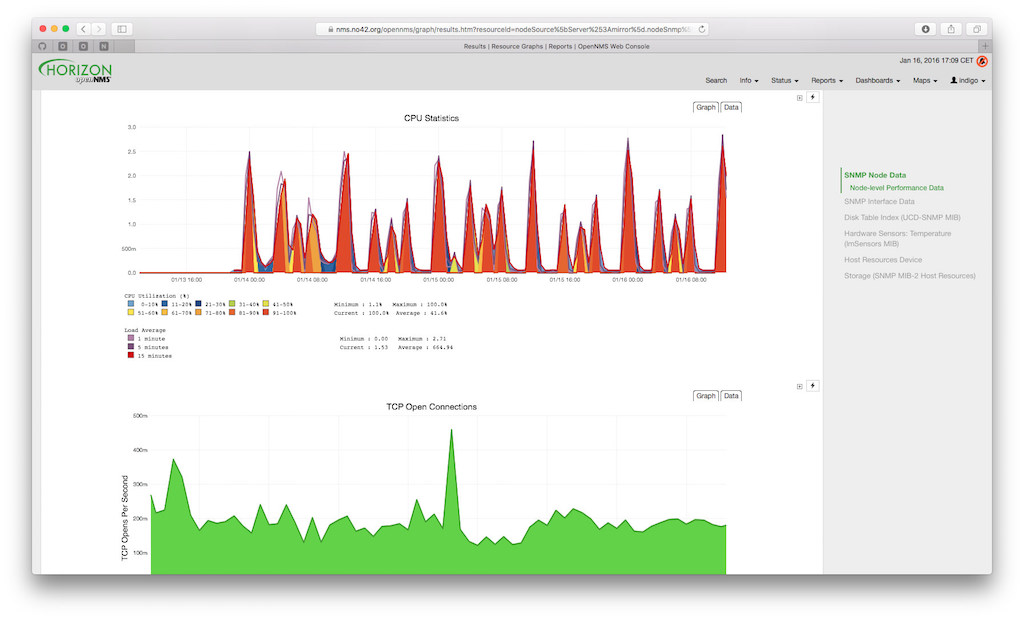 nms.no42.org/opennms/graph/results.htm?resourceId=nodeSource%5bServer%253Amirror%5d.nodeSnmp%
Results | Resource Graphs | Reports | OpenNMS Web Console
HORIZON
openNMS
Jan 16, 2016 17:09 CET
Search Info Status Reports Dashboards Maps indigo
Graph Data
CPU Statistics
3.0
2.5
2.0
1.5
1.0
500m
0.0
01/13 16:00 01/14 00:00 01/14 08:00 01/14 16:00 01/15 00:00 01/15 08:00 01/15 16:00 01/16 00:00 01/16 08:00
CPU Utilization (%)
0-10% 11-20% 21-30% 31-40% 41-50% Minimum : 1.1% Maximum : 100.0%
51-60% 61-70% 71-80% 81-90% 91-100% Current : 100.0% Average : 41.6%
Load Average
1 minute Minimum : 0.00 Maximum : 2.71
5 minutes Current : 1.53 Average : 664.94
15 minutes
SNMP Node Data
Node-level Performance Data
SNMP Interface Data
Disk Table Index (UCD-SNMP MIB)
Hardware Sensors: Temperature
(lmSensors MIB)
Host Resources Device
Storage (SNMP MIB-2 Host Resources)
Graph Data
TCP Open Connections
TCP Opens Per Second
500m
400m
300m
200m
100m